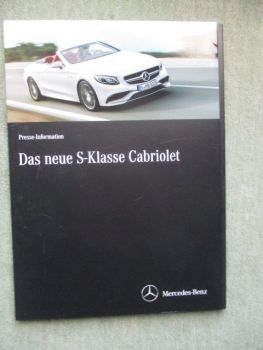 Presse-Information
Das neue S-Klasse Cabriolet
Mercedes-Benz